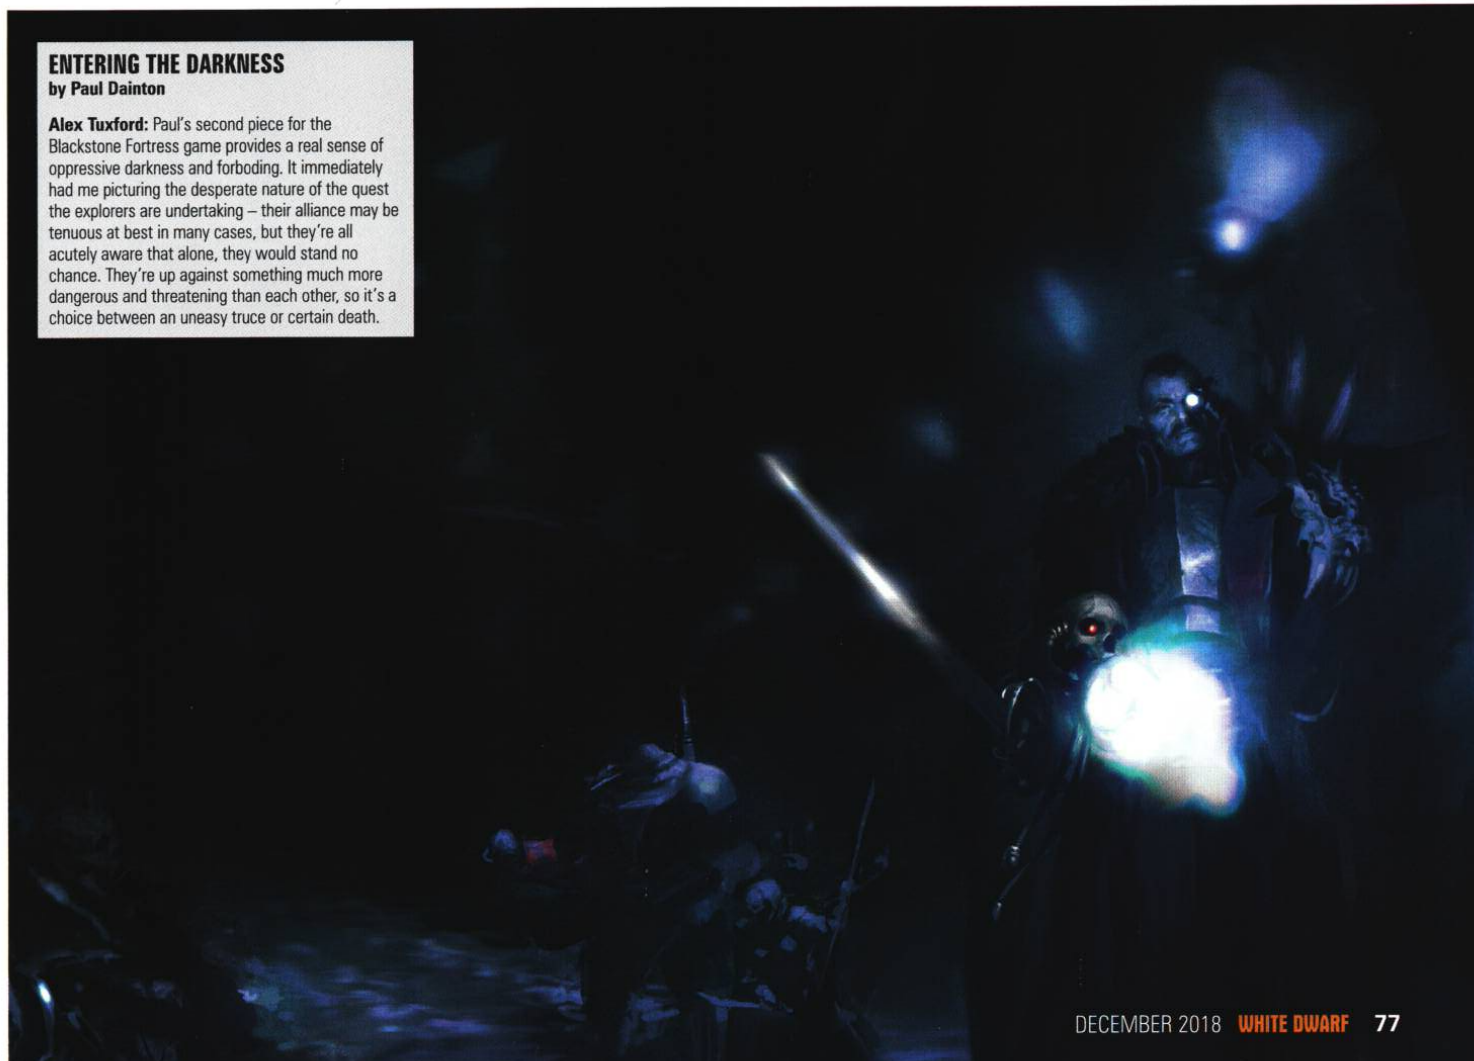 ENTERING THE DARKNESS
by Paul Dainton
Alex Tuxford: Paul's second piece for the
Blackstone Fortress game provides a real sense of
oppressive darkness and forboding. It immediately
had me picturing the desperate nature of the quest
the explorers are undertaking – their alliance may be
tenuous at best in many cases, but they're all
acutely aware that alone, they would stand no
chance. They're up against something much more
dangerous and threatening than each other, so it's a
choice between an uneasy truce or certain death.
DECEMBER 2018 WHITE DWARF 77